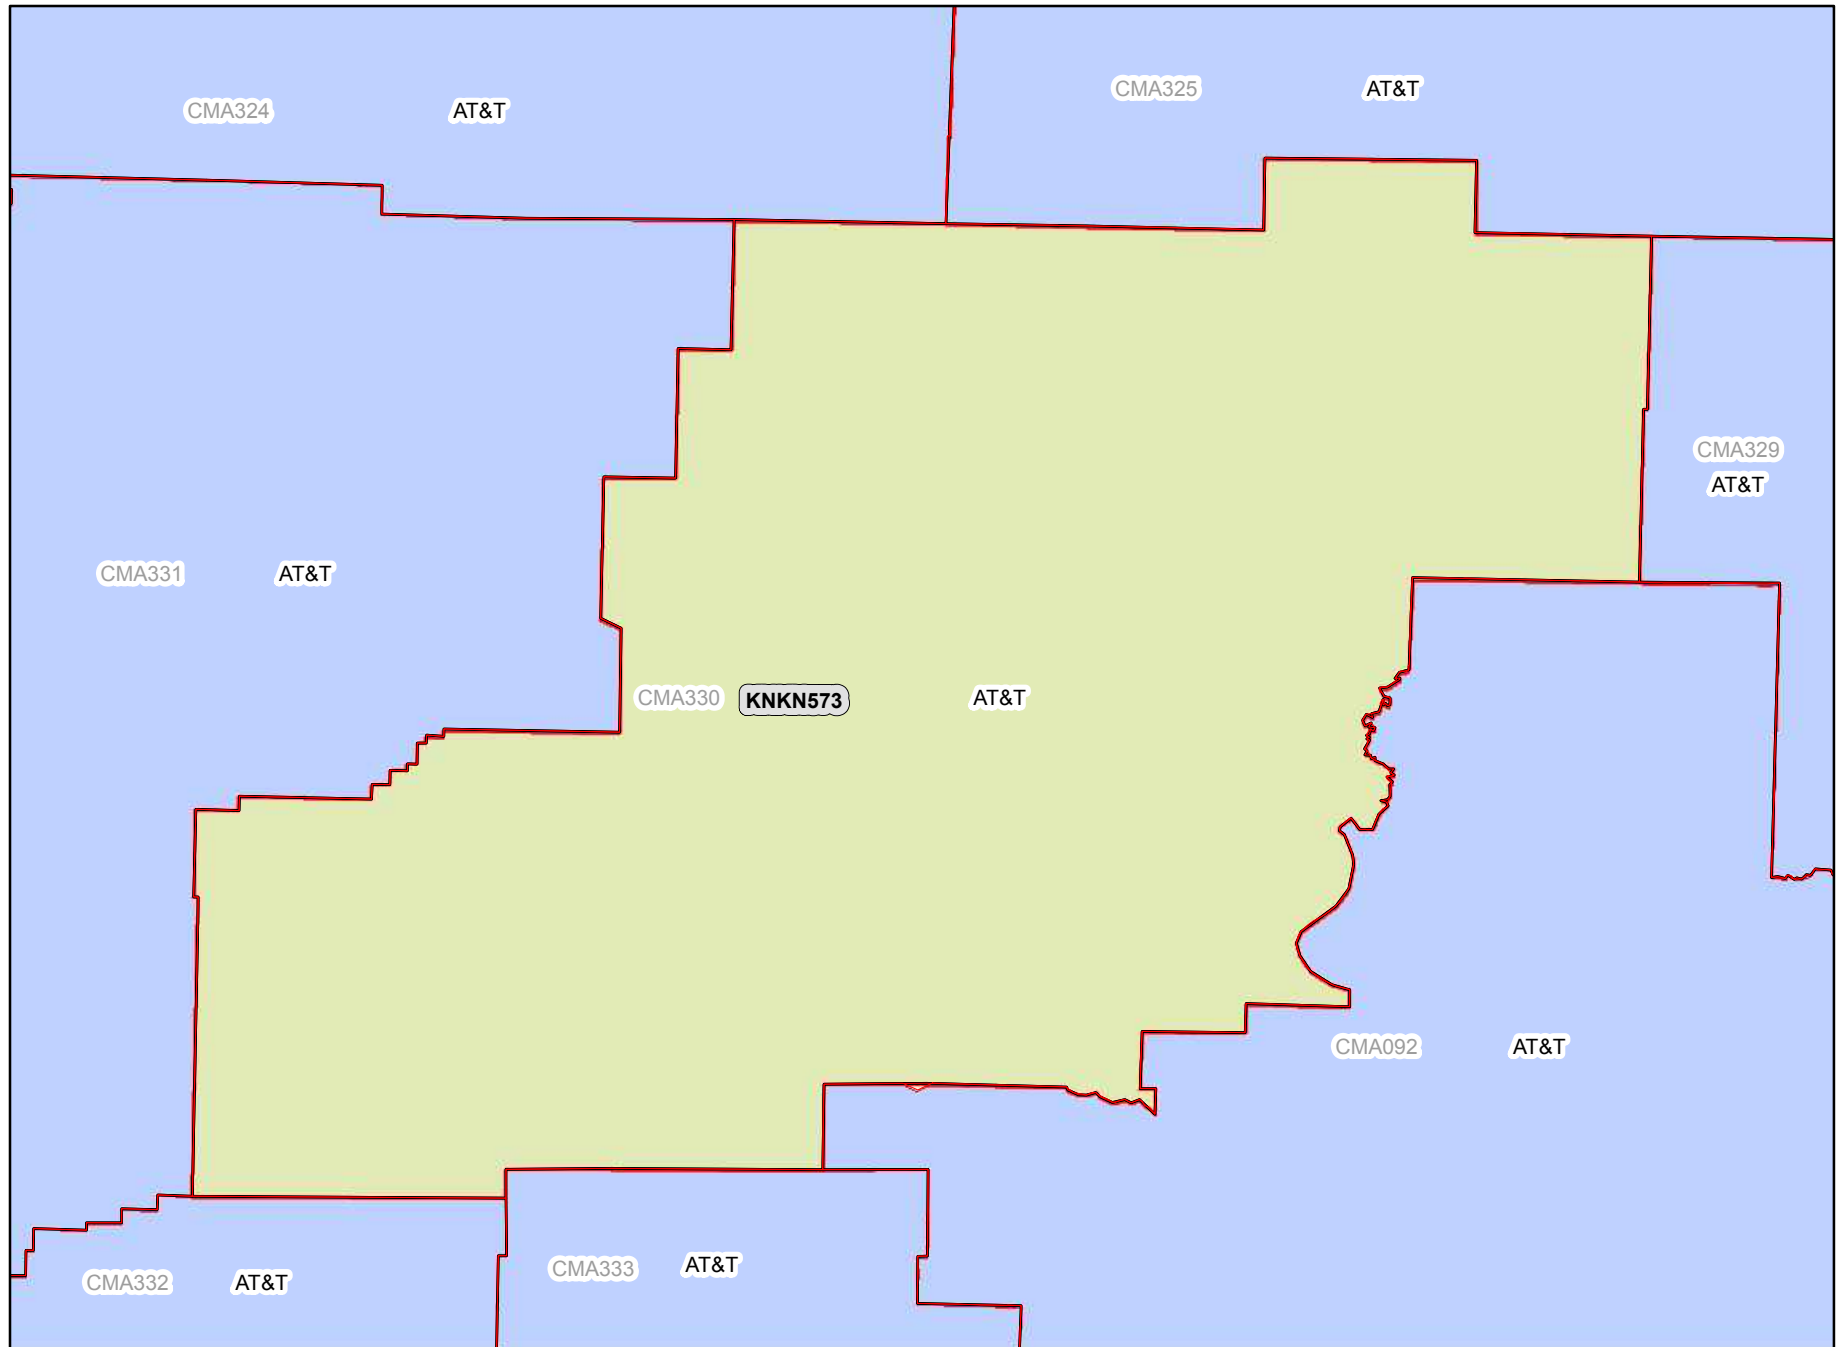 CMA325 AT&T
CMA324 AT&T
CMA329
AT&T
CMA331 AT&T
CMA330 KNKN573 AT&T
CMA092 AT&T
CMA333 AT&T
CMA332 AT&T